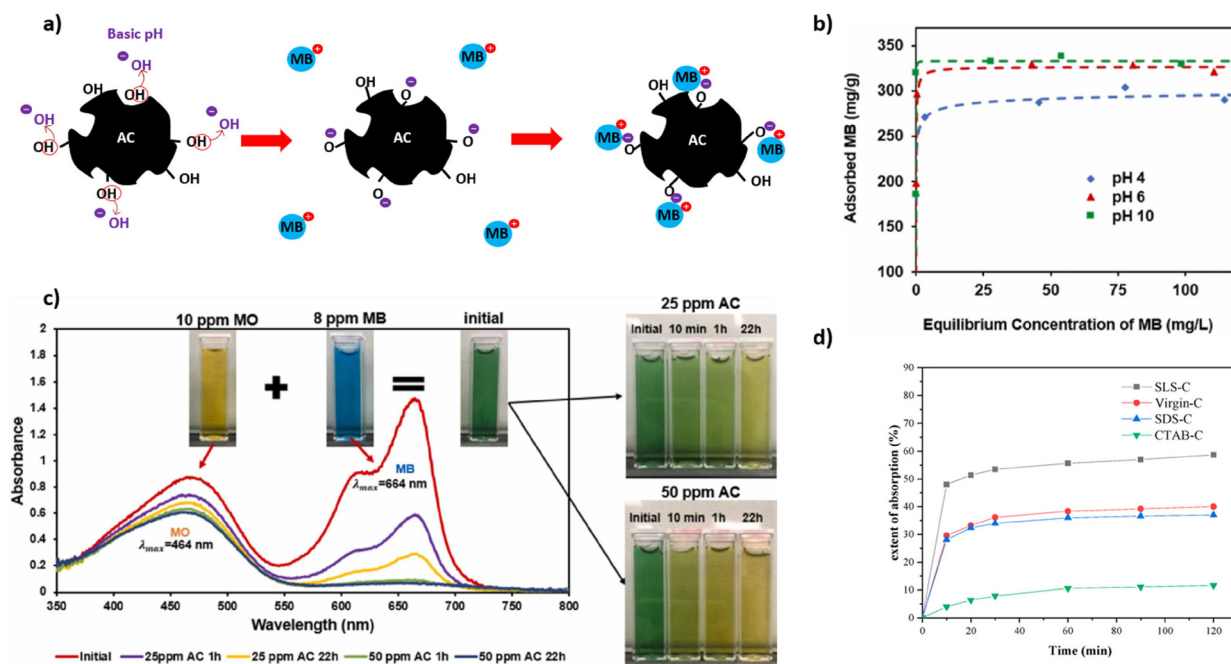 a)
Basic pH
OH
OH
OH
OH
OH
OH
OH
OH
OH
AC
MB
+
MB
+
MB
+
MB
+
OH
O
O
O
O
OH
AC
OH
MB
+
O
O
MB
+
O
MB
+
O
MB
+
OH
AC
b)
Adsorbed MB (mg/g)
350
300
250
200
150
100
0
25
50
75
100
pH 4
pH 6
pH 10
Equilibrium Concentration of MB (mg/L)
c)
10 ppm MO
8 ppm MB
initial
Absorbance
2
1.8
1.6
1.4
1.2
1
0.8
0.6
0.4
0.2
0
350
400
450
500
550
600
650
700
750
800
MO
λmax=464 nm
MB
λmax=664 nm
Wavelength (nm)
Initial
25ppm AC 1h
25 ppm AC 22h
50 ppm AC 1h
50 ppm AC 22h
25 ppm AC
Initial 10 min 1h 22h
50 ppm AC
Initial 10 min 1h 22h
d)
extent of absorption (%)
90
80
70
60
50
40
30
20
10
0
0
20
40
60
80
100
120
SLS-C
Virgin-C
SDS-C
CTAB-C
Time (min)